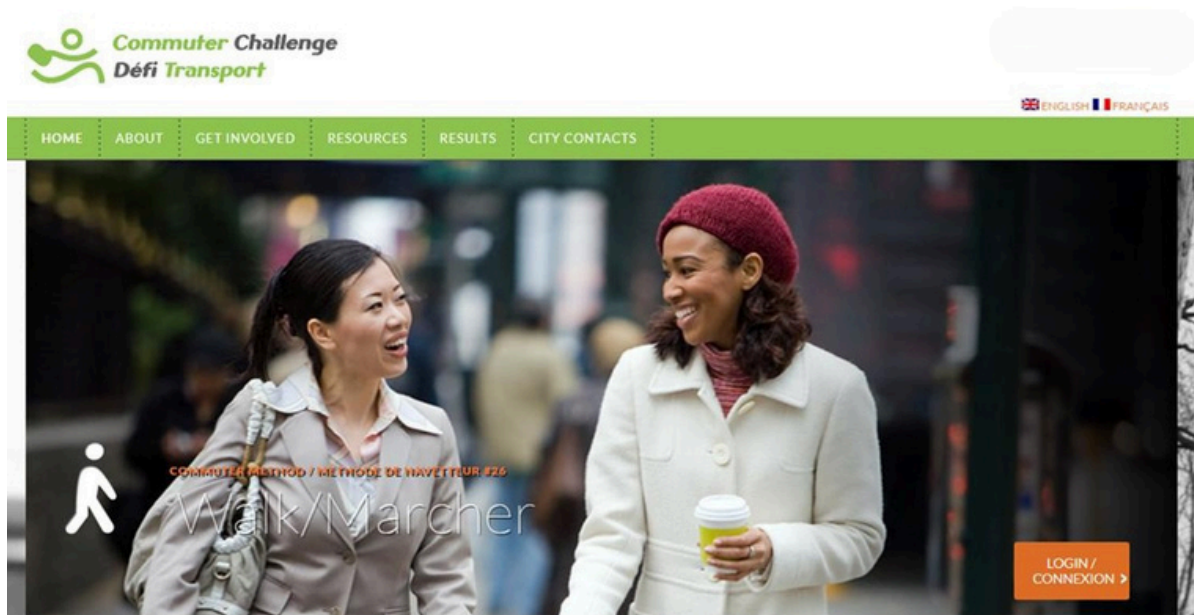 Commuter Challenge
Défi Transport
ENGLISH FRANÇAIS
HOME ABOUT GET INVOLVED RESOURCES RESULTS CITY CONTACTS
COMMUTER METHOD / METHODE DE NAVETTEUR #26
Walk/Marcher
LOGIN /
CONNEXION >